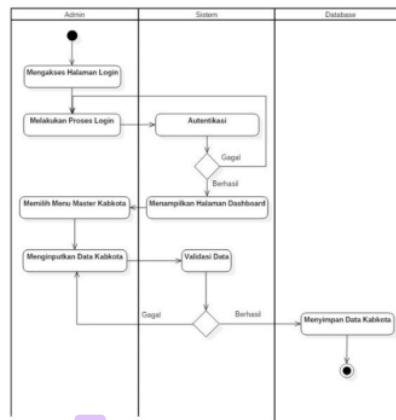 Admin Sistem Database
Mengakses Halaman Login
Melakukan Proses Login Autentikasi
Gagal
Berhasil
Memilih Menu Master Kabkota Menampilkan Halaman Dashboard
Menginputkan Data Kabkota Validasi Data
Gagal Berhasil Menyimpan Data Kabkota